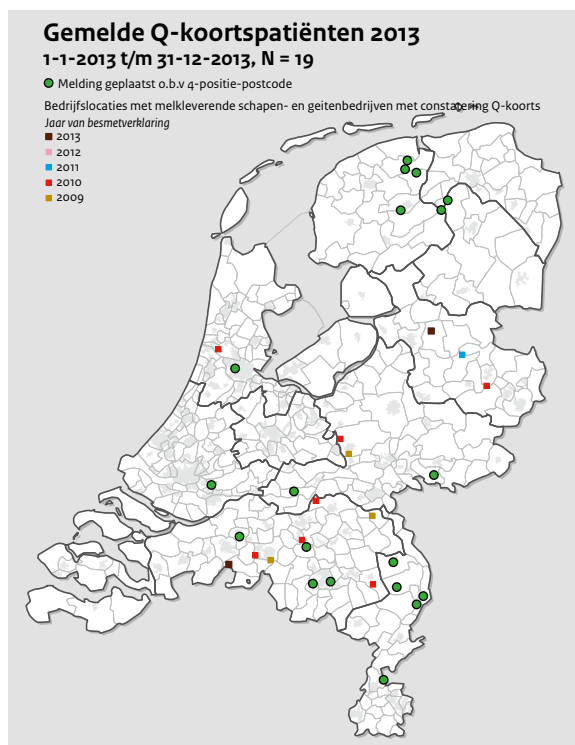 Gemelde Q-koortspatiënten 2013
1-1-2013 t/m 31-12-2013, N = 19
Melding geplaatst o.b.v 4-positie-postcode
Bedrijfslocaties met melkleverende schapen- en geitenbedrijven met constatering Q-koorts
Jaar van besmetverklaring
2013
2012
2011
2010
2009